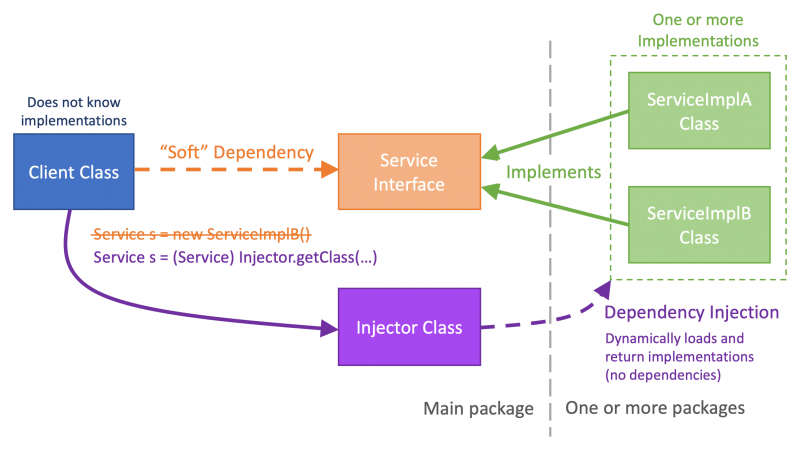 One or more
Implementations
Does not know
implementations
Client Class
“Soft” Dependency
Service
Interface
Implements
ServiceImplA
Class
ServiceImplB
Class
Service s = new ServiceImplB()
Service s = (Service) Injector.getClass(...)
Injector Class
Dependency Injection
Dynamically loads and
return implementations
(no dependencies)
Main package
One or more packages